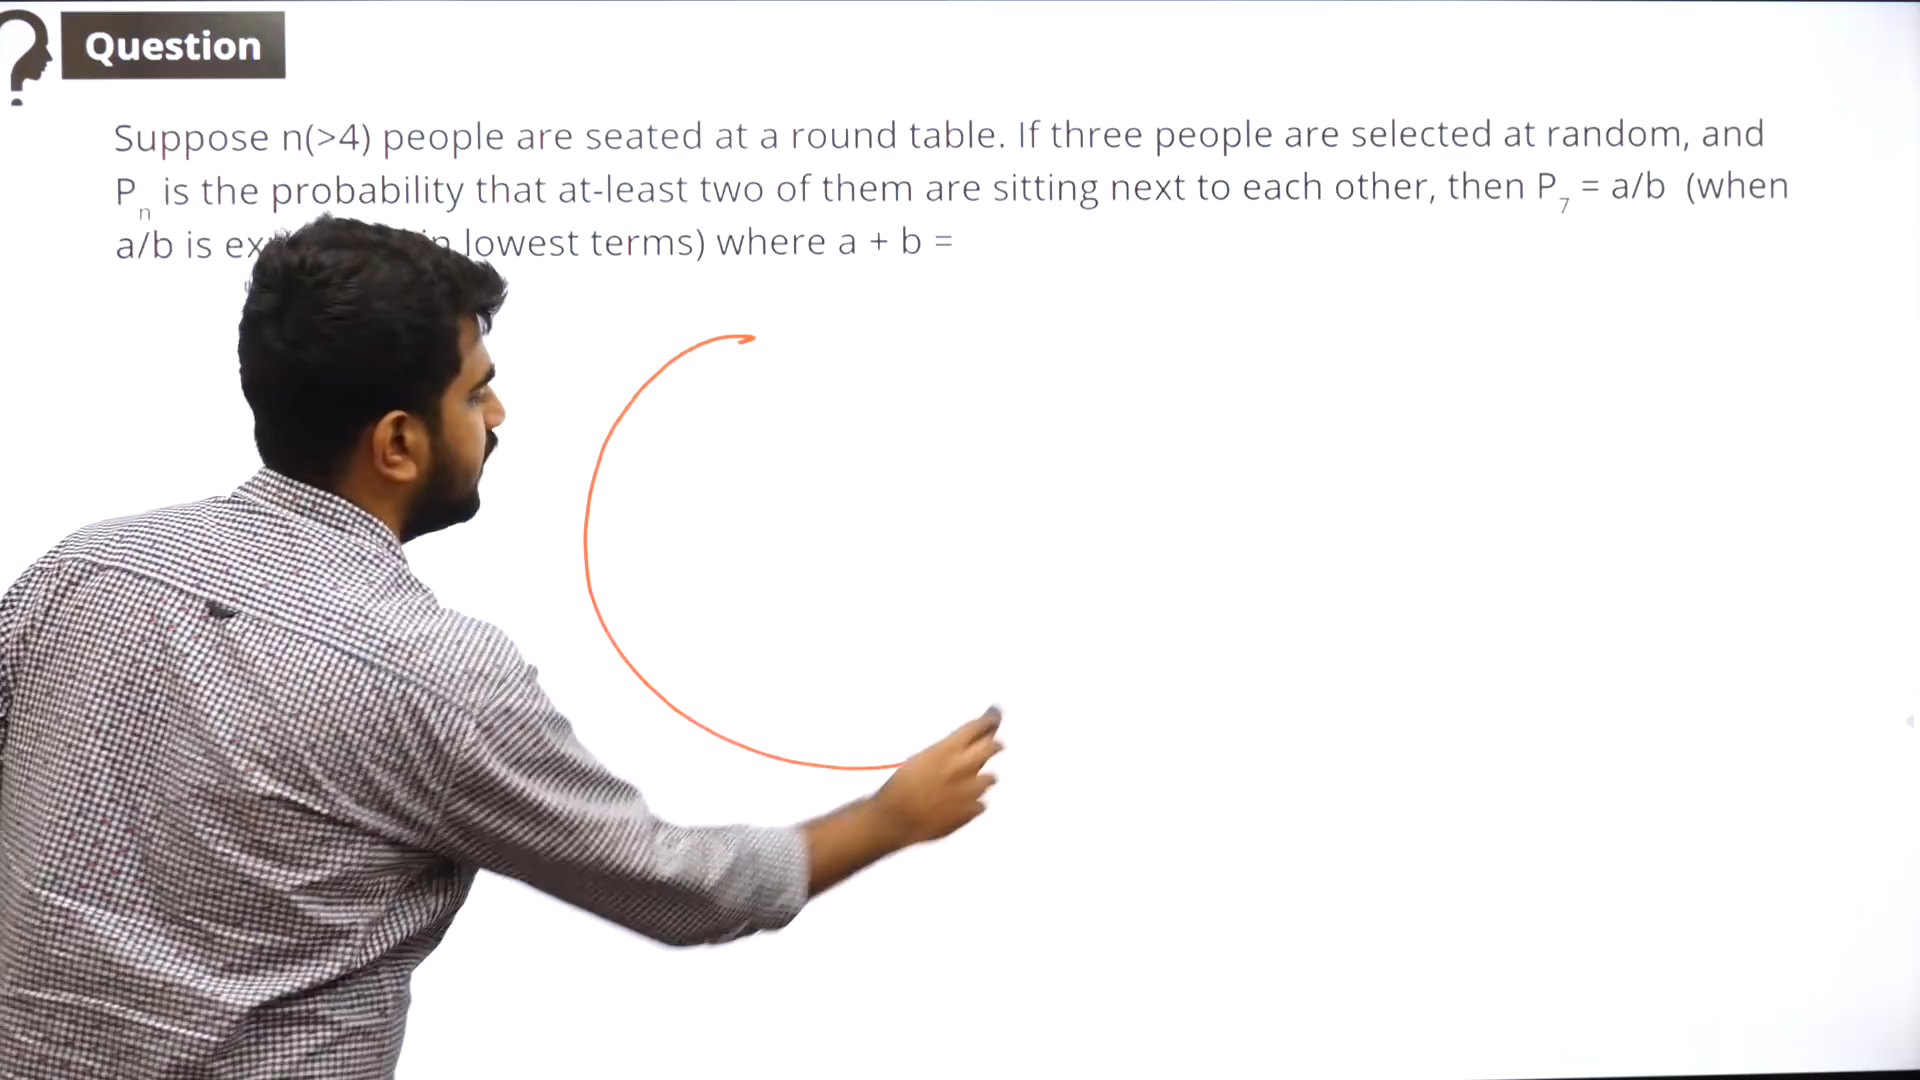 Question
Suppose n(>4) people are seated at a round table. If three people are selected at random, and
Pₙ is the probability that at-least two of them are sitting next to each other, then P₇ = a/b (when
a/b is lowest terms) where a + b =